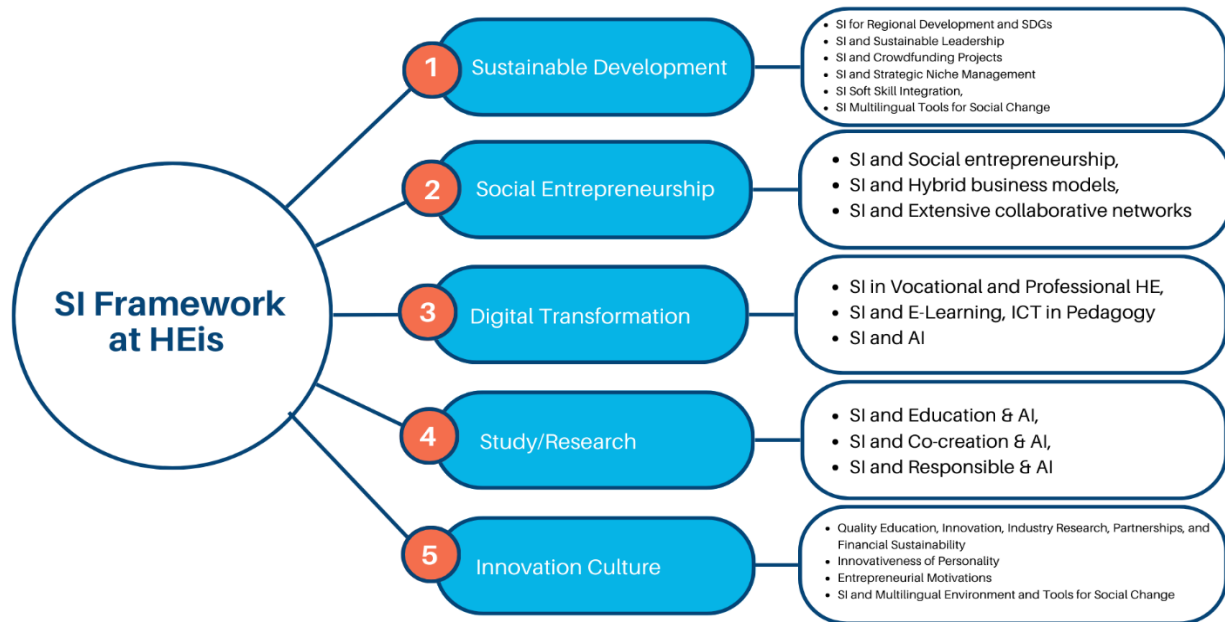 SI Framework
at HEis
1
Sustainable Development
• SI for Regional Development and SDGs
• SI and Sustainable Leadership
• SI and Crowdfunding Projects
• SI and Strategic Niche Management
• SI Soft Skill Integration,
• SI Multilingual Tools for Social Change
2
Social Entrepreneurship
• SI and Social entrepreneurship,
• SI and Hybrid business models,
• SI and Extensive collaborative networks
3
Digital Transformation
• SI in Vocational and Professional HE,
• SI and E-Learning, ICT in Pedagogy
• SI and AI
4
Study/Research
• SI and Education & AI,
• SI and Co-creation & AI,
• SI and Responsible & AI
5
Innovation Culture
• Quality Education, Innovation, Industry Research, Partnerships, and
Financial Sustainability
• Innovativeness of Personality
• Entrepreneurial Motivations
• SI and Multilingual Environment and Tools for Social Change